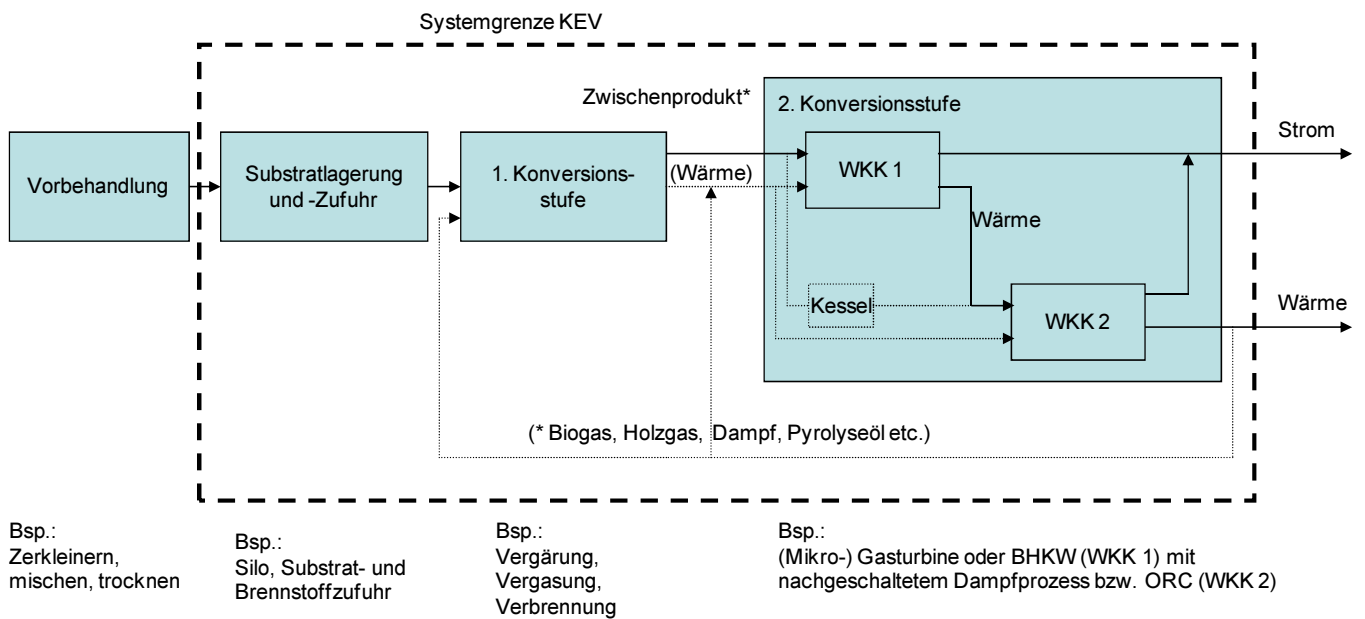 Systemgrenze KEV
Zwischenprodukt*
2. Konversionsstufe
Strom
Vorbehandlung
Substratlagerung
und -Zufuhr
1. Konversions-
stufe
(Wärme)
WKK 1
Wärme
Kessel
WKK 2
Wärme
(* Biogas, Holzgas, Dampf, Pyrolyseöl etc.)
Bsp.:
Zerkleinern,
mischen, trocknen
Bsp.:
Silo, Substrat- und
Brennstoffzufuhr
Bsp.:
Vergärung,
Vergasung,
Verbrennung
Bsp.:
(Mikro-) Gasturbine oder BHKW (WKK 1) mit
nachgeschaltetem Dampfprozess bzw. ORC (WKK 2)